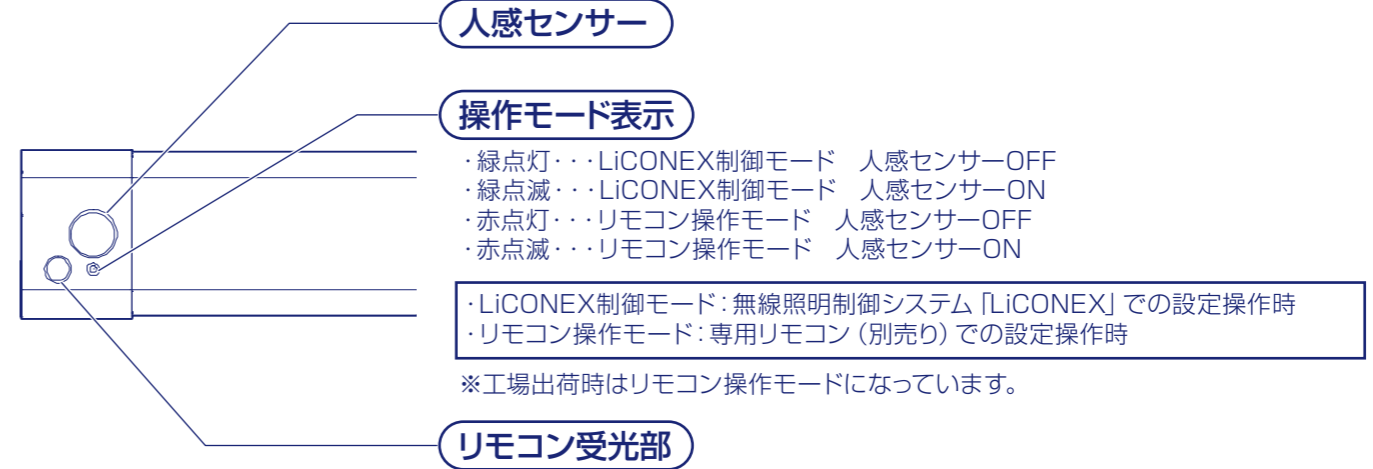 人感センサー
操作モード表示
・緑点灯・・・LiCONEX制御モード　人感センサーOFF
・緑点滅・・・LiCONEX制御モード　人感センサーON
・赤点灯・・・リモコン操作モード　人感センサーOFF
・赤点滅・・・リモコン操作モード　人感センサーON
・LiCONEX制御モード：無線照明制御システム「LiCONEX」での設定操作時
・リモコン操作モード：専用リモコン（別売り）での設定操作時
※工場出荷時はリモコン操作モードになっています。
リモコン受光部